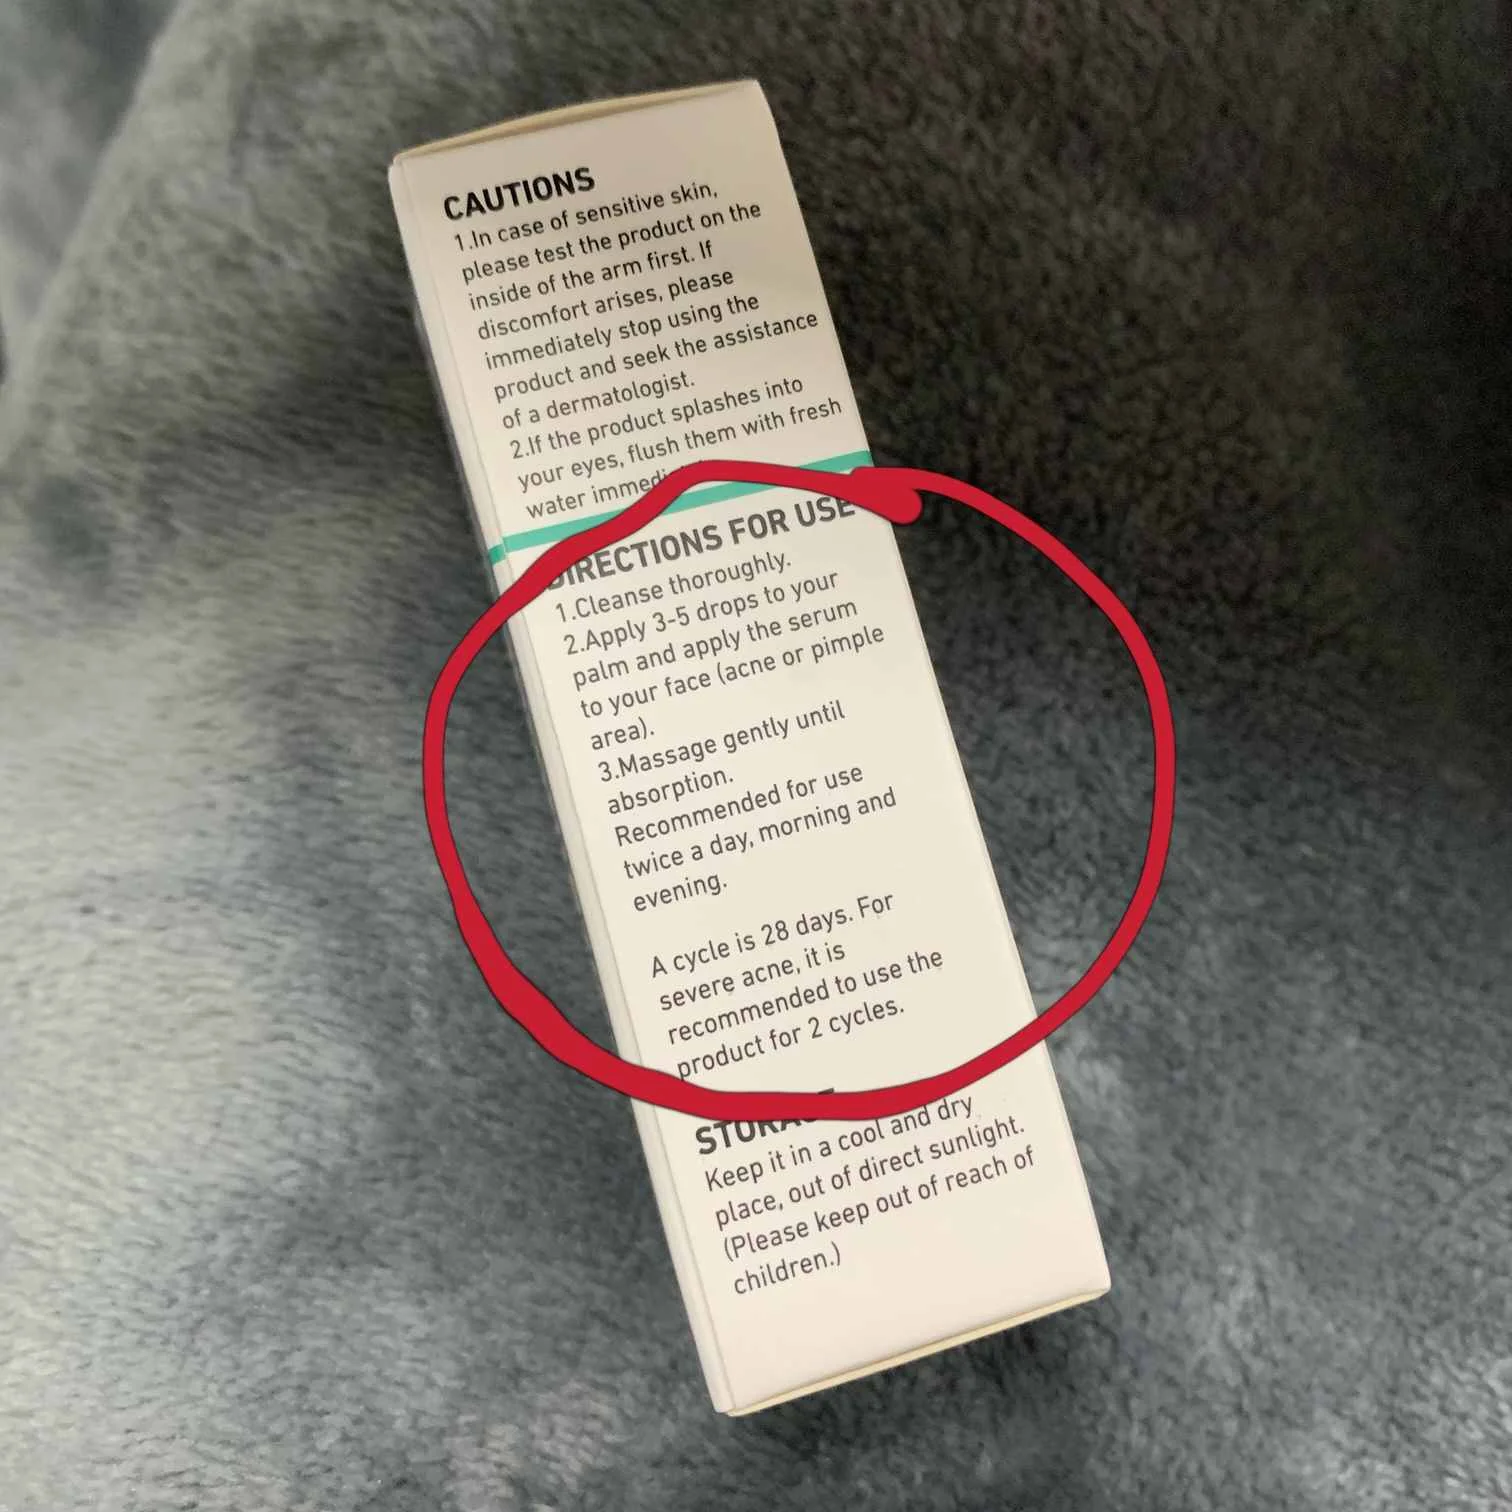 CAUTIONS
1.In case of sensitive skin,
please test the product on the
inside of the arm first. If
discomfort arises, please
immediately stop using the
product and seek the assistance
of a dermatologist.
2.If the product splashes into
your eyes, flush them with fresh
water
DIRECTIONS FOR USE
1.Cleanse thoroughly.
2.Apply 3-5 drops to your
palm and apply the serum
to your face (acne or pimple
area).
3.Massage gently until
absorption.
Recommended for use
twice a day, morning and
evening.
A cycle is 28 days. For
severe acne, it is
recommended to use the
product for 2 cycles.
STORAGE
Keep it in a cool and dry
place, out of direct sunlight.
(Please keep out of reach of
children.)